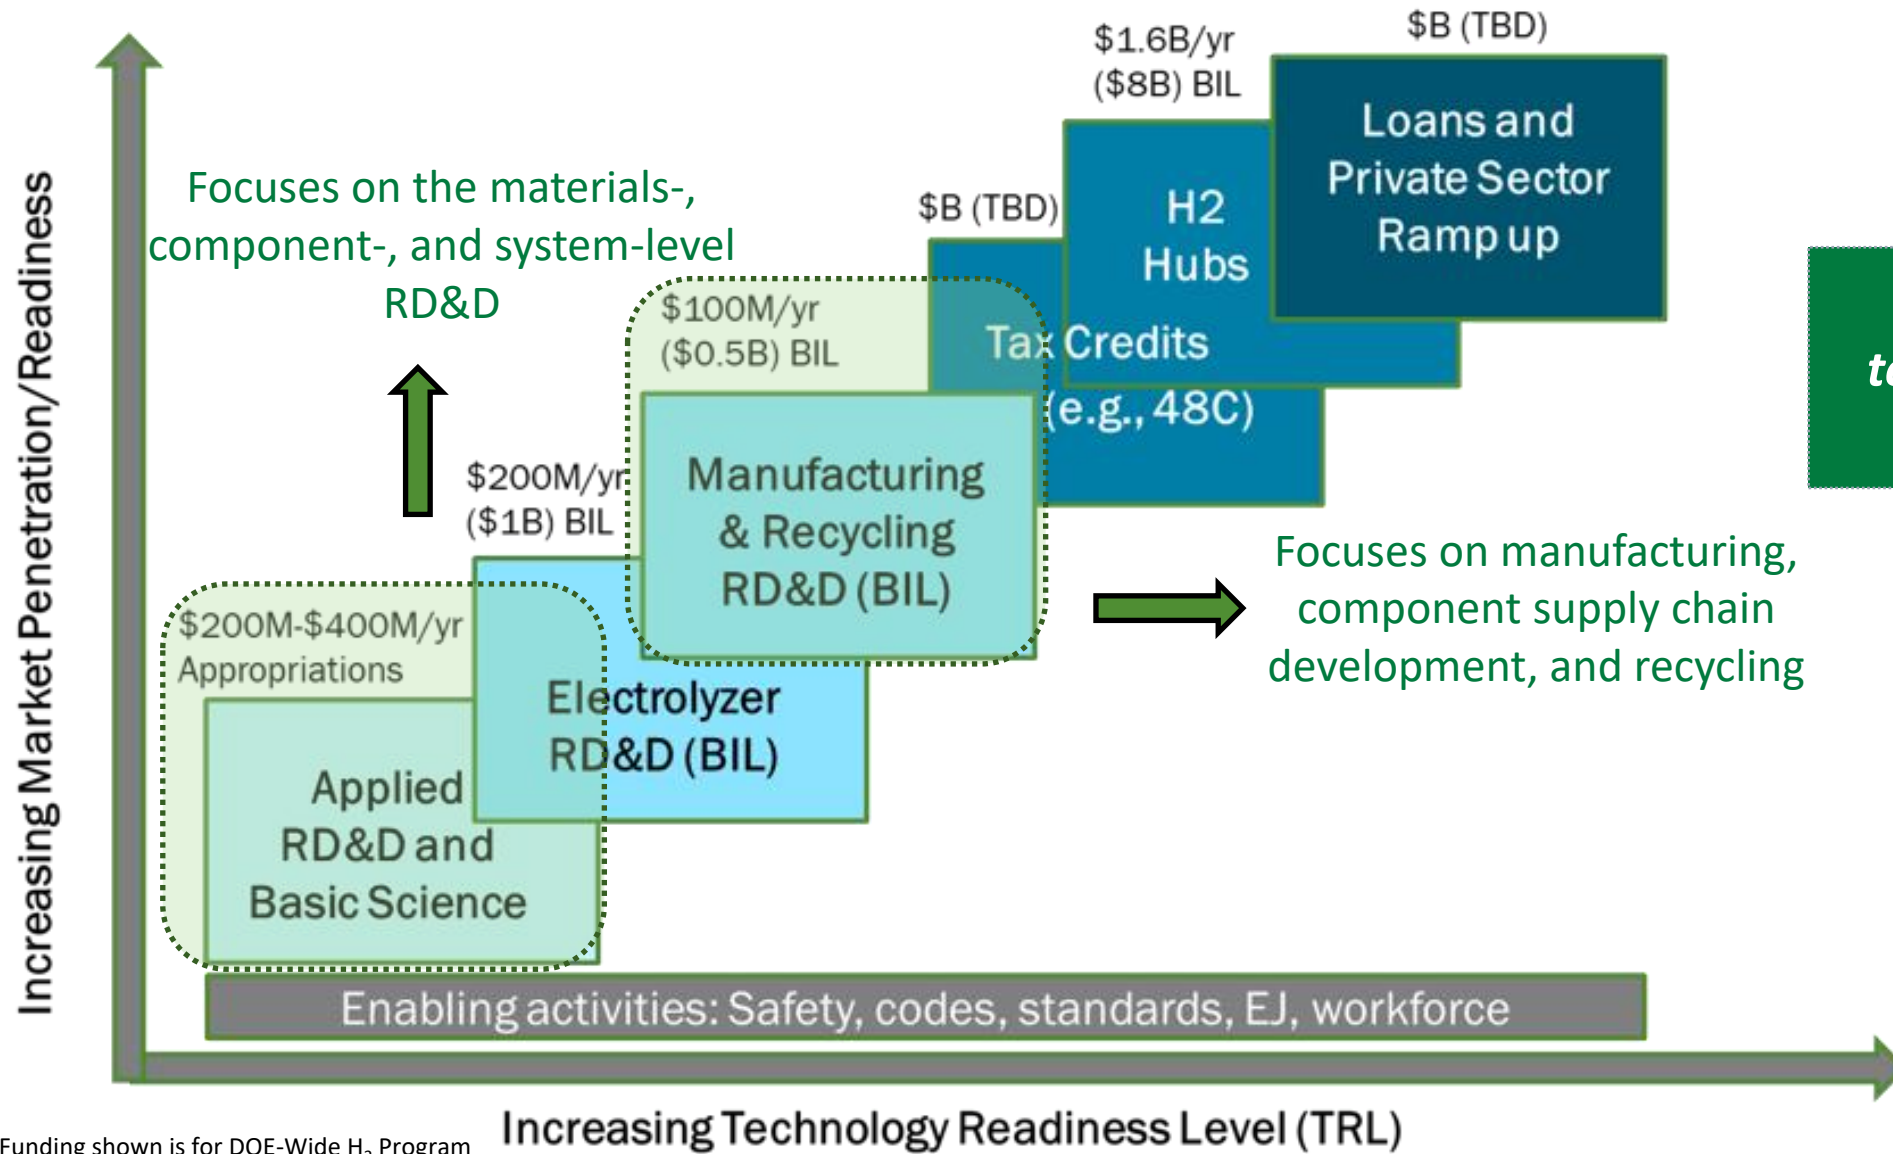 $B (TBD)
$1.6B/yr
($8B) BIL
Loans and
Private Sector
Ramp up
Focuses on the materials-,
component-, and system-level
RD&D
$B (TBD)
H2
Hubs
$100M/yr
($0.5B) BIL
Tax Credits
(e.g., 48C)
$200M/yr
($1B) BIL
Manufacturing
& Recycling
RD&D (BIL)
Focuses on manufacturing,
component supply chain
development, and recycling
$200M-$400M/yr
Appropriations
Electrolyzer
RD&D (BIL)
Applied
RD&D and
Basic Science
Enabling activities: Safety, codes, standards, EJ, workforce
Increasing Market Penetration/Readiness
Increasing Technology Readiness Level (TRL)
Funding shown is for DOE-Wide H₂ Program